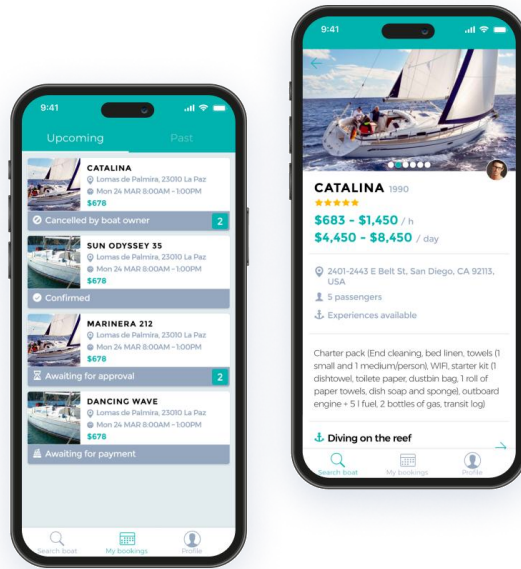 9:41
Upcoming
Past
CATALINA
Lomas de Palmira, 23010 La Paz
Mon 24 MAR 8:00AM - 1:00PM
$678
Cancelled by boat owner
2
SUN ODYSSEY 35
Lomas de Palmira, 23010 La Paz
Mon 24 MAR 8:00AM - 1:00PM
$678
Confirmed
MARINERA 212
Lomas de Palmira, 23010 La Paz
Mon 24 MAR 8:00AM - 1:00PM
$678
Awaiting for approval
2
DANCING WAVE
Lomas de Palmira, 23010 La Paz
Mon 24 MAR 8:00AM - 1:00PM
$678
Awaiting for payment
Search boat
My bookings
Profile
9:41
CATALINA 1990
$683 - $1,450 / h
$4,450 - $8,450 / day
2401-2443 E Belt St, San Diego, CA 92113,
USA
5 passengers
Experiences available
Charter pack (End cleaning, bed linen, towels (1
small and 1 medium/person), WIFI, starter kit (1
dishtowel, toilete paper, dustbin bag, 1 roll of
paper towels, dish soap and sponge), outboard
engine + 5 l fuel, 2 bottles of gas, transit log)
Diving on the reef
Search boat
My bookings
Profile